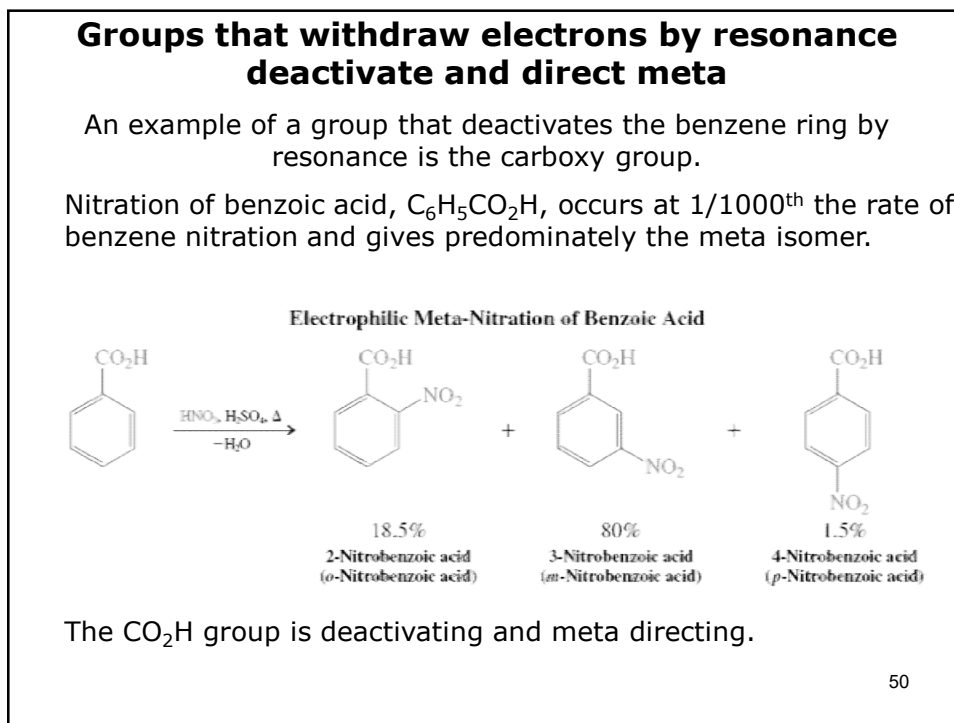 Groups that withdraw electrons by resonance
deactivate and direct meta
An example of a group that deactivates the benzene ring by
resonance is the carboxy group.
Nitration of benzoic acid, C₆H₅CO₂H, occurs at 1/1000ᵗʰ the rate of
benzene nitration and gives predominately the meta isomer.
Electrophilic Meta-Nitration of Benzoic Acid
CO₂H
HNO₃, H₂SO₄, Δ
−H₂O
CO₂H
NO₂
+
CO₂H
NO₂
+
CO₂H
NO₂
18.5%
2-Nitrobenzoic acid
(o-Nitrobenzoic acid)
80%
3-Nitrobenzoic acid
(m-Nitrobenzoic acid)
1.5%
4-Nitrobenzoic acid
(p-Nitrobenzoic acid)
The CO₂H group is deactivating and meta directing.
50